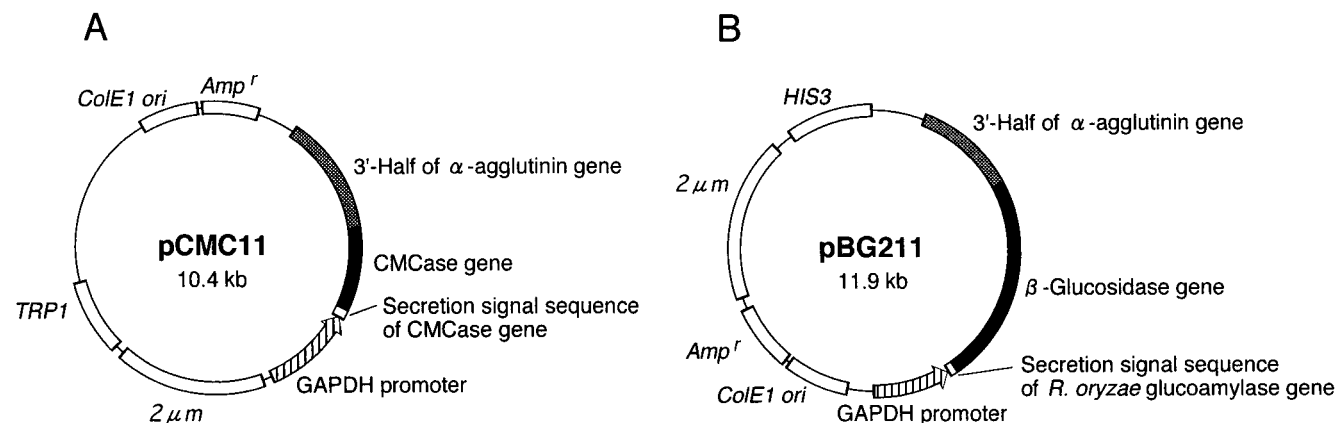 A
ColE1 ori
Amp r
3'-Half of α-agglutinin gene
pCMC11
10.4 kb
CMCase gene
Secretion signal sequence
of CMCase gene
TRP1
GAPDH promoter
2 μm
B
HIS3
3'-Half of α-agglutinin gene
2 μm
pBG211
11.9 kb
β-Glucosidase gene
Amp r
Secretion signal sequence
of R. oryzae glucoamylase gene
ColE1 ori
GAPDH promoter